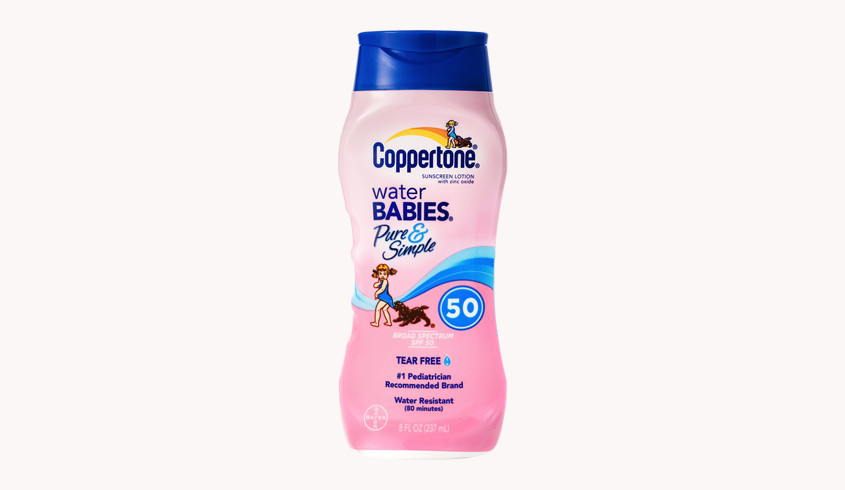 Coppertone®
SUNSCREEN LOTION
with zinc oxide
water
BABIES®
Pure &
Simple
50
BROAD SPECTRUM
SPF 50
TEAR FREE
#1 Pediatrician
Recommended Brand
Water Resistant
(80 minutes)
BAYER
8 FL OZ (237 mL)